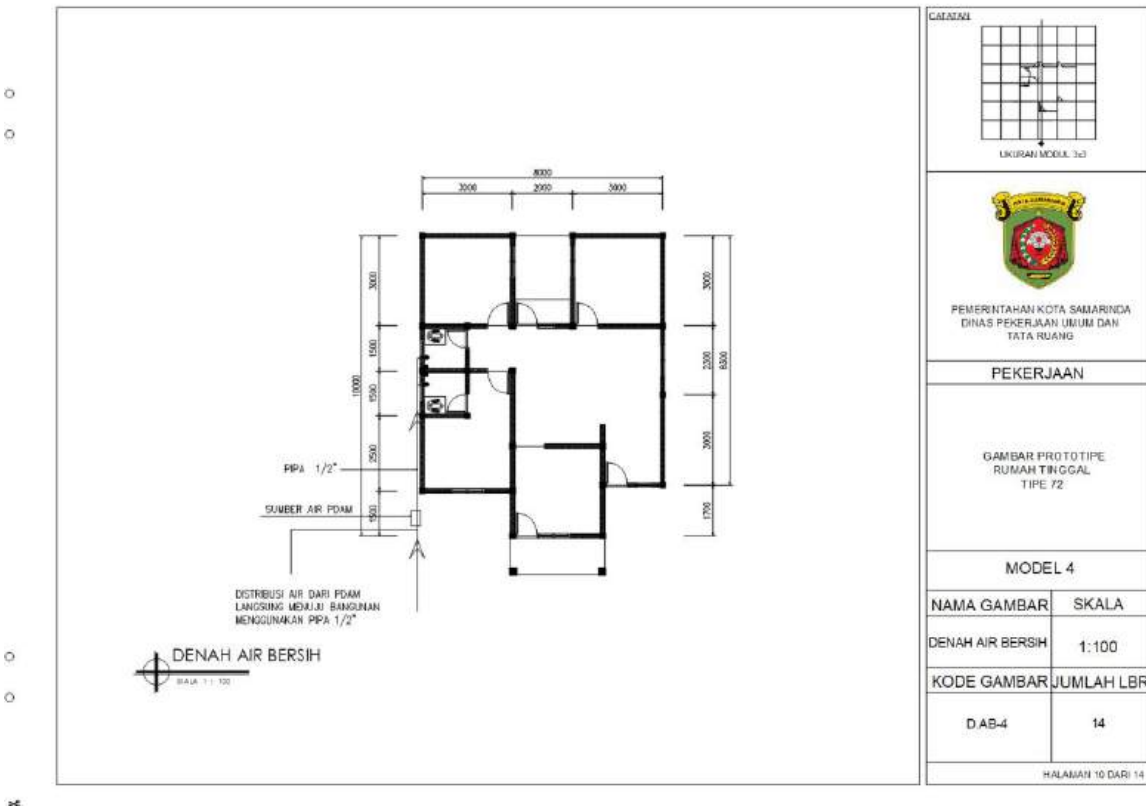 8000
3000
2000
3000
10000
3000
1500
1500
2500
1500
3000
2300
3000
1700
8300
PIPA 1/2"
SUMBER AIR PDAM
DISTRIBUSI AIR DARI PDAM
LANGSUNG MENUJU BANGUNAN
MENGGUNAKAN PIPA 1/2"
DENAH AIR BERSIH
SKALA 1 : 100
CATATAN
UKURAN MODUL 3x3
KOTA SAMARINDA
PEMERINTAHAN KOTA SAMARINDA
DINAS PEKERJAAN UMUM DAN
TATA RUANG
PEKERJAAN
GAMBAR PROTOTIPE
RUMAH TINGGAL
TIPE 72
MODEL 4
NAMA GAMBAR
SKALA
DENAH AIR BERSIH
1:100
KODE GAMBAR
JUMLAH LBR
D.AB-4
14
HALAMAN 10 DARI 14